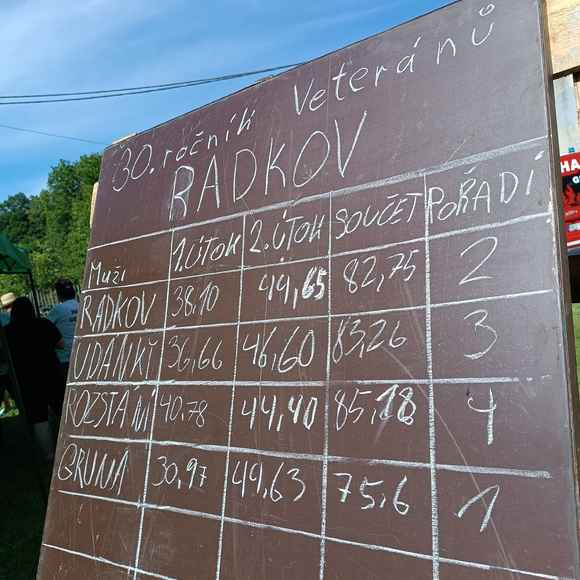 30. ročník Veteránů
RADKOV
Muži 1.ÚTOK 2.ÚTOK SOUČET POŘADÍ
RADKOV 38,10 44,65 82,75 2
UDÁNKY 36,66 46,60 83,26 3
ROZSTÁNÍ 40,78 44,40 85,18 4
GRUNA 30,97 44,63 75,6 1
HA